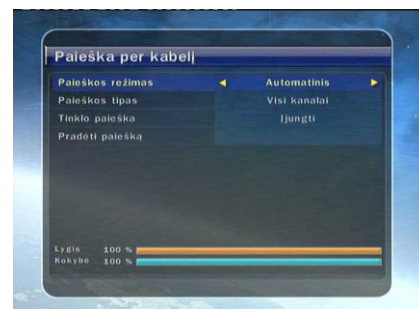 Paieška per kabelį
Paieškos režimas Automatinis
Paieškos tipas Visi kanalai
Tinklo paieška Įjungti
Pradėti paiešką
Lygis 100 %
Kokybė 100 %